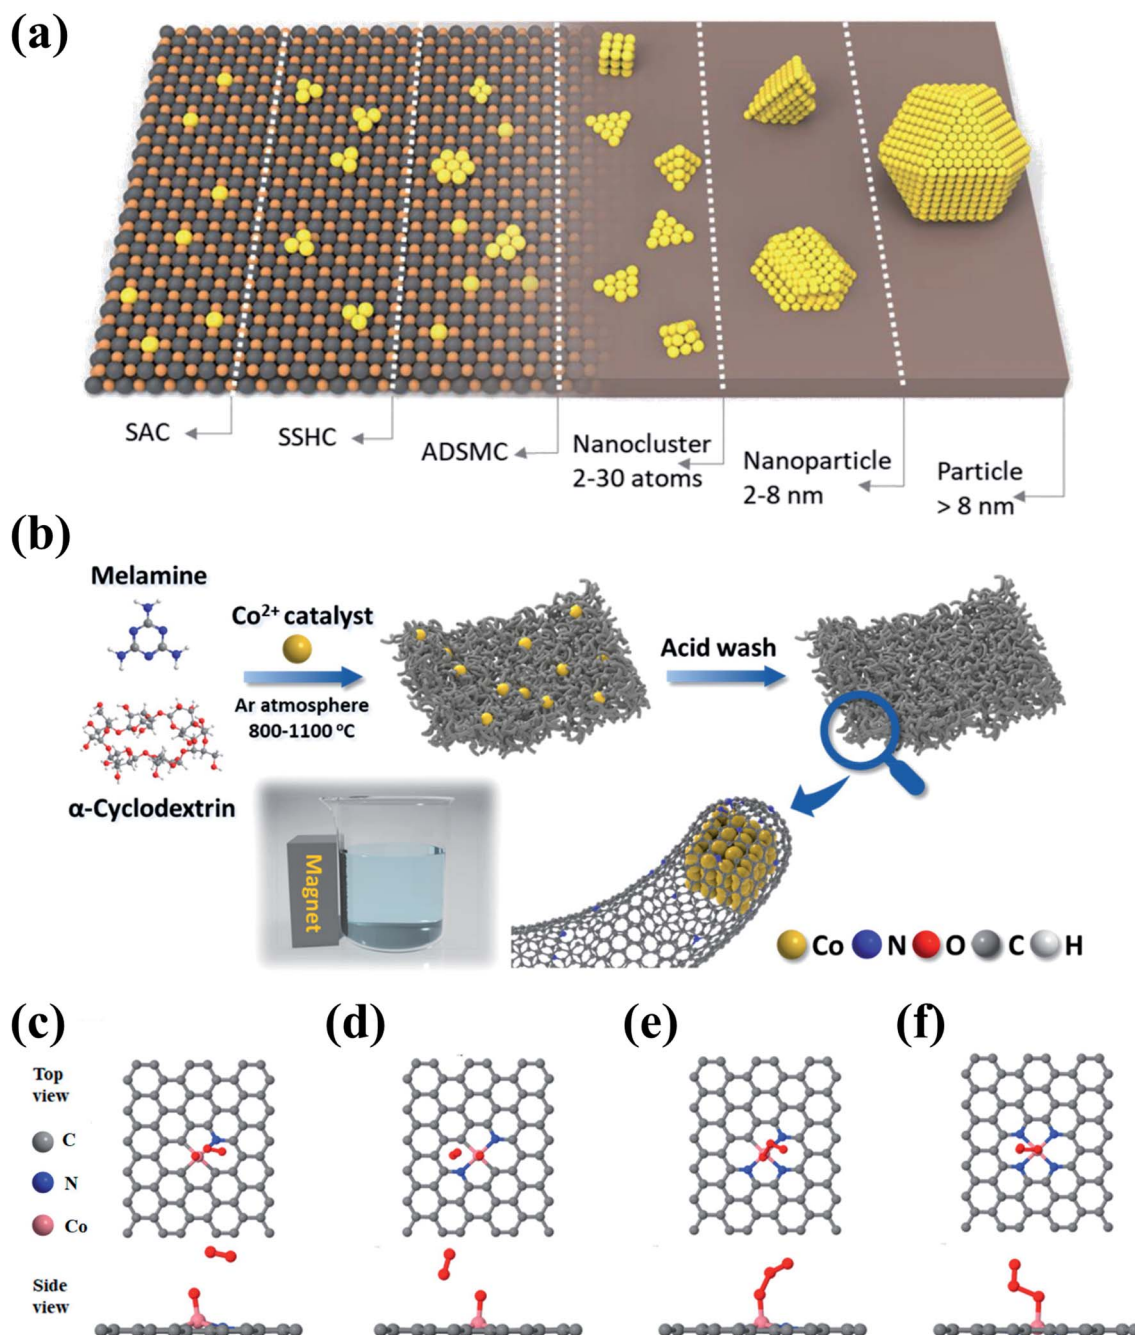 (a)
SAC
SSHC
ADSMC
Nanocluster
2-30 atoms
Nanoparticle
2-8 nm
Particle
> 8 nm
(b)
Melamine
α-Cyclodextrin
Co²⁺ catalyst
Ar atmosphere
800-1100 ºC
Acid wash
Magnet
Co N O C H
(c) (d) (e) (f)
Top
view
C
N
Co
Side
view